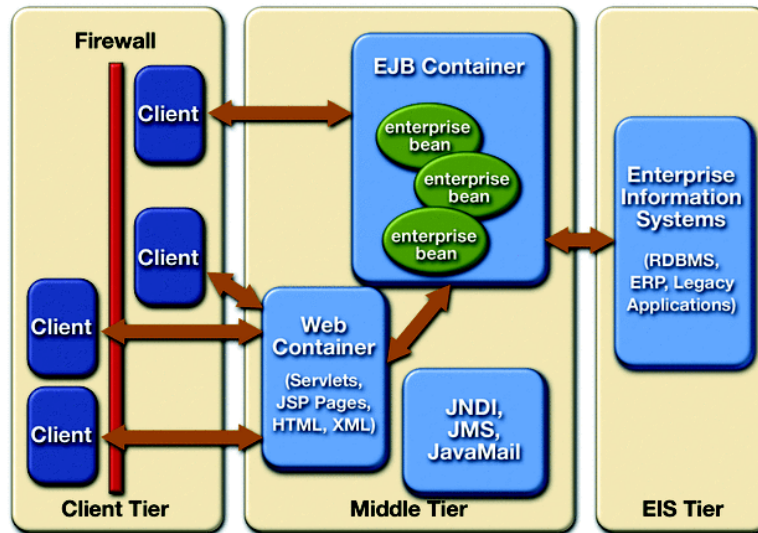 Firewall
Client
Client
Client
Client
Client Tier
EJB Container
enterprise
bean
enterprise
bean
enterprise
bean
Web
Container
(Servlets,
JSP Pages,
HTML, XML)
JNDI,
JMS,
JavaMail
Middle Tier
Enterprise
Information
Systems
(RDBMS,
ERP, Legacy
Applications)
EIS Tier